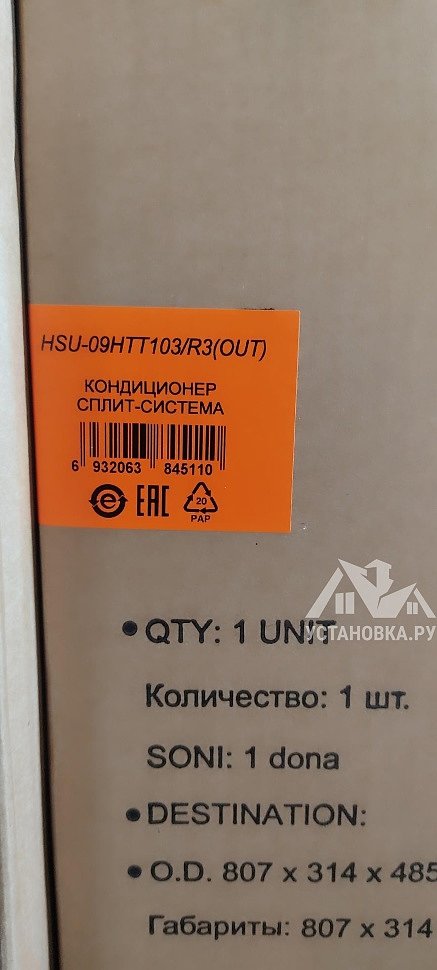 HSU-09HTT103/R3(OUT)
КОНДИЦИОНЕР
СПЛИТ-СИСТЕМА
6 932063 845110
e EAC 20
PAP
УСТАНОВКА.РУ
• QTY: 1 UNIT
Количество: 1 шт.
SONI: 1 dona
• DESTINATION:
• O.D. 807 x 314 x 485
Габариты: 807 x 314